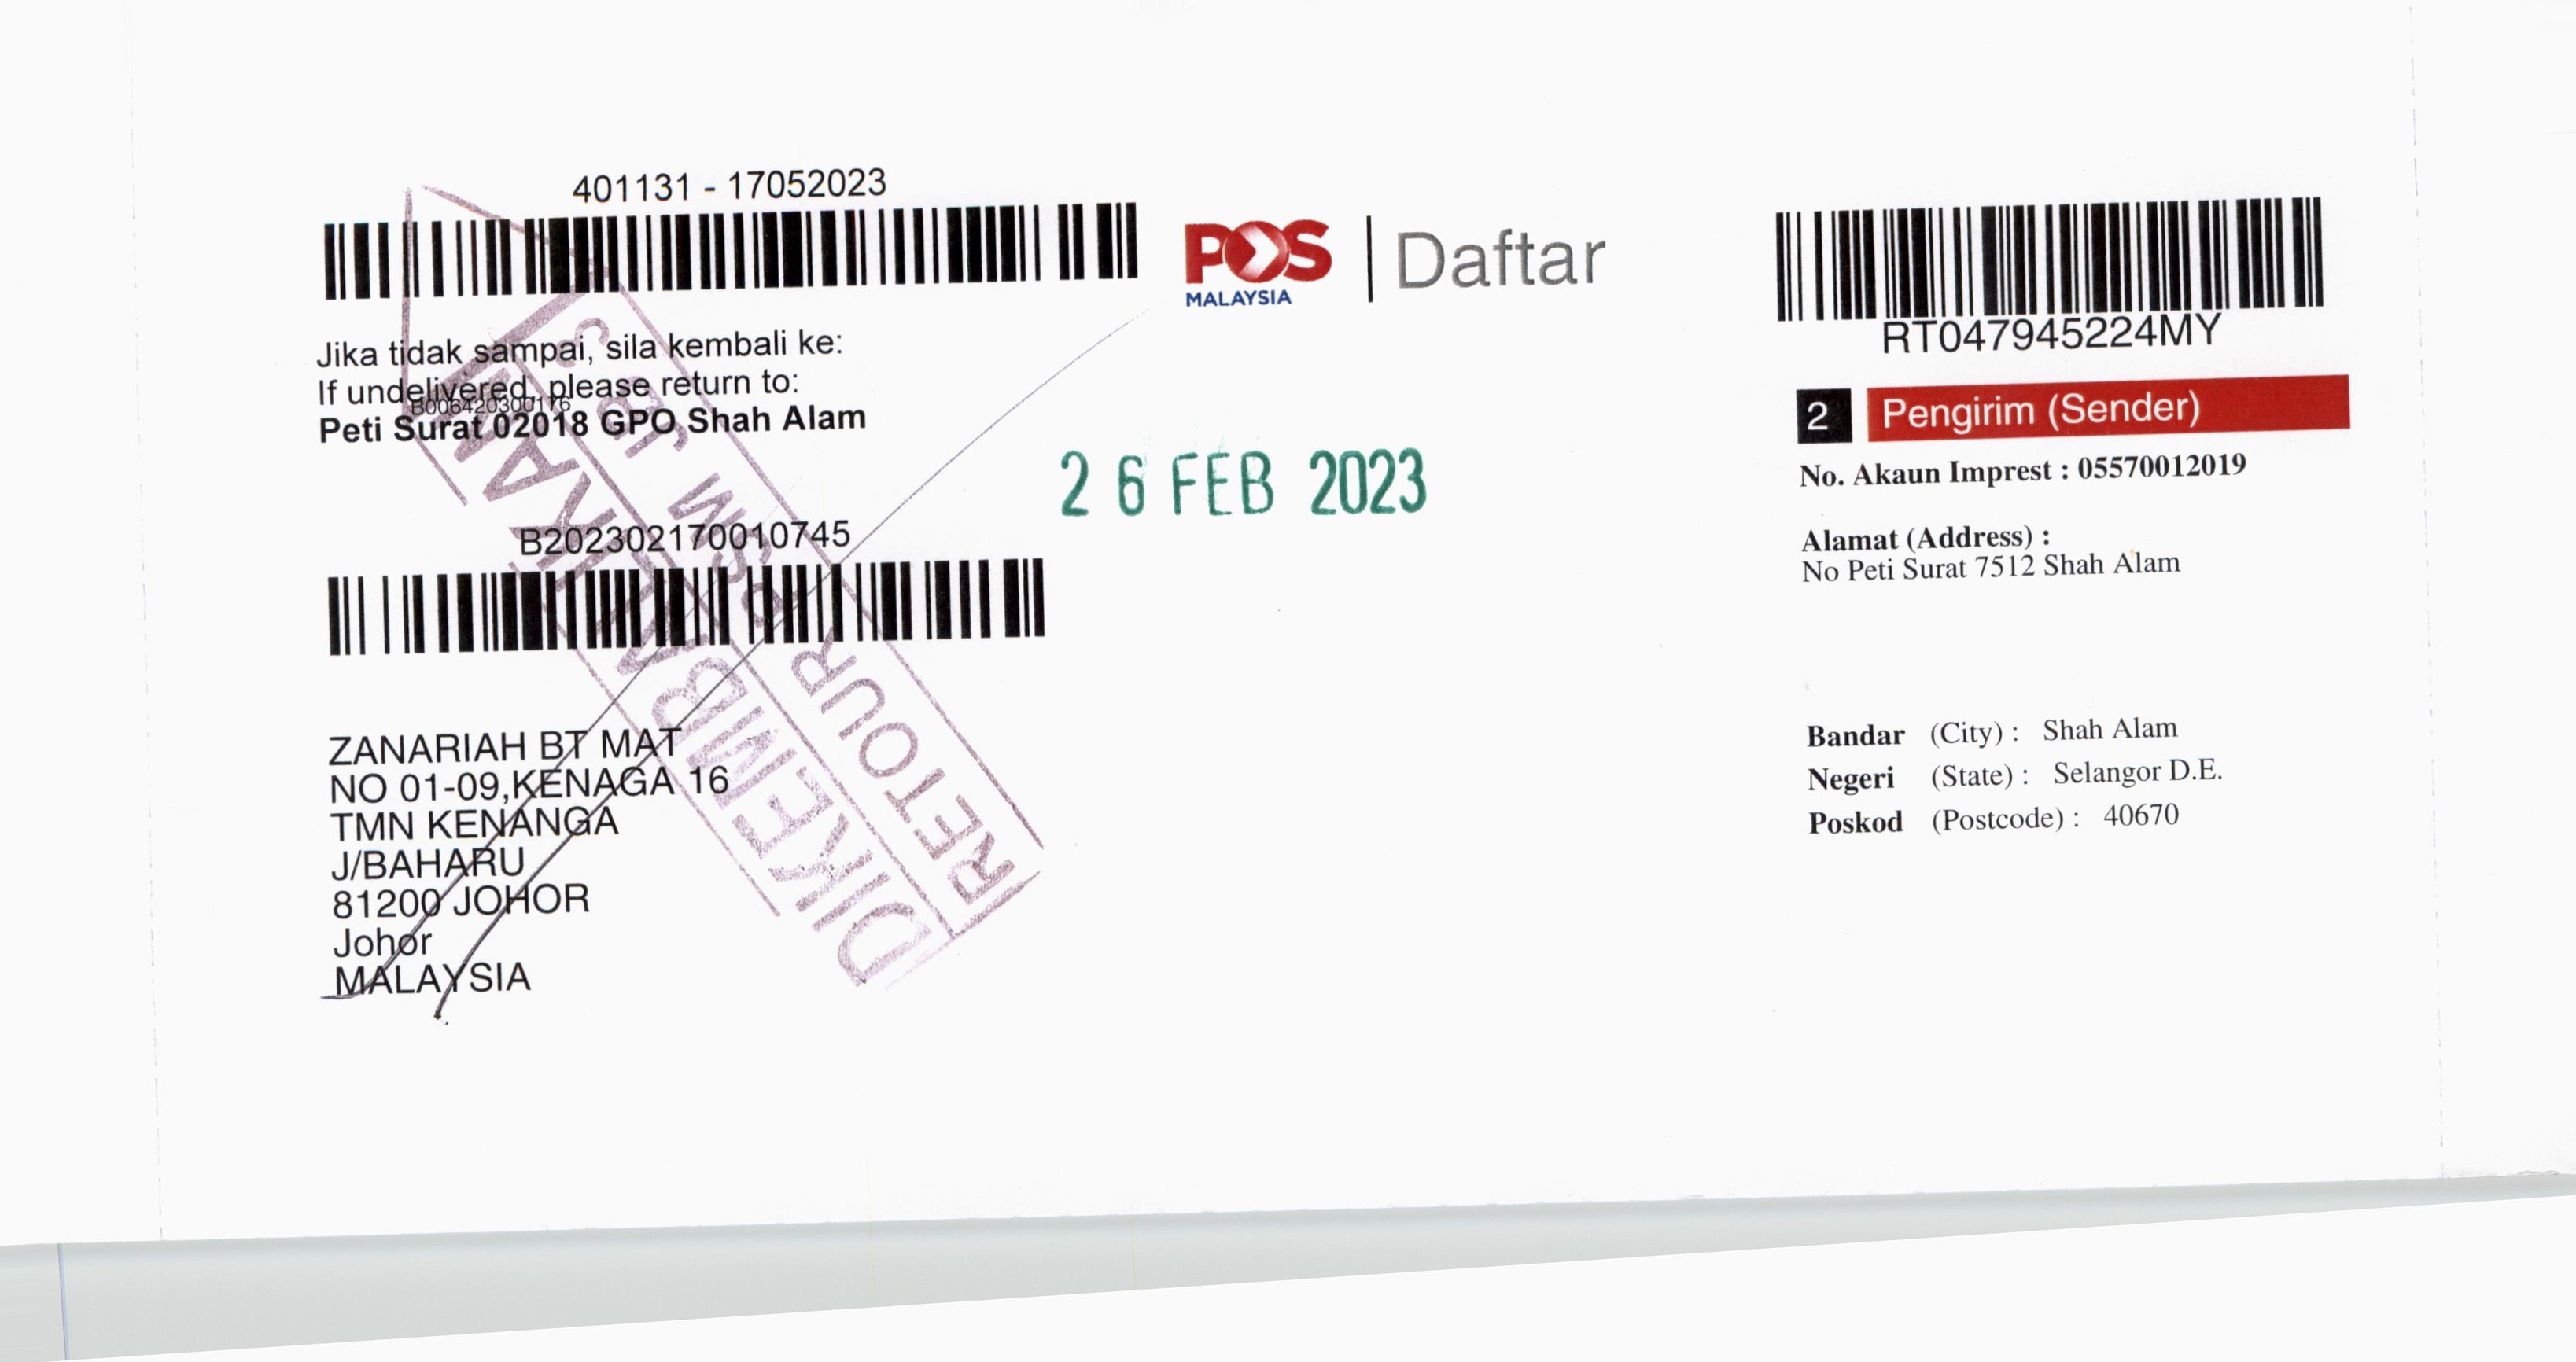 401131 - 17052023
POS MALAYSIA | Daftar
Jika tidak sampai, sila kembali ke:
If undelivered, please return to:
B006420300176
Peti Surat 02018 GPO Shah Alam
26 FEB 2023
B202302170010745
ZANARIAH BT MAT
NO 01-09,KENAGA 16
TMN KENANGA
J/BAHARU
81200 JOHOR
Johor
MALAYSIA
DIKEMBALIKAN
RETOUR PSM JB
RT047945224MY
2 Pengirim (Sender)
No. Akaun Imprest : 05570012019
Alamat (Address) :
No Peti Surat 7512 Shah Alam
Bandar (City) : Shah Alam
Negeri (State) : Selangor D.E.
Poskod (Postcode) : 40670